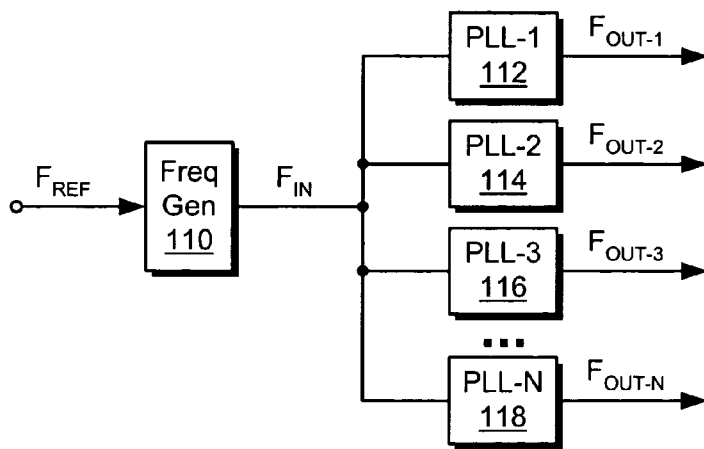 F_REF
Freq
Gen
110
F_IN
PLL-1
112
F_OUT-1
PLL-2
114
F_OUT-2
PLL-3
116
F_OUT-3
...
PLL-N
118
F_OUT-N